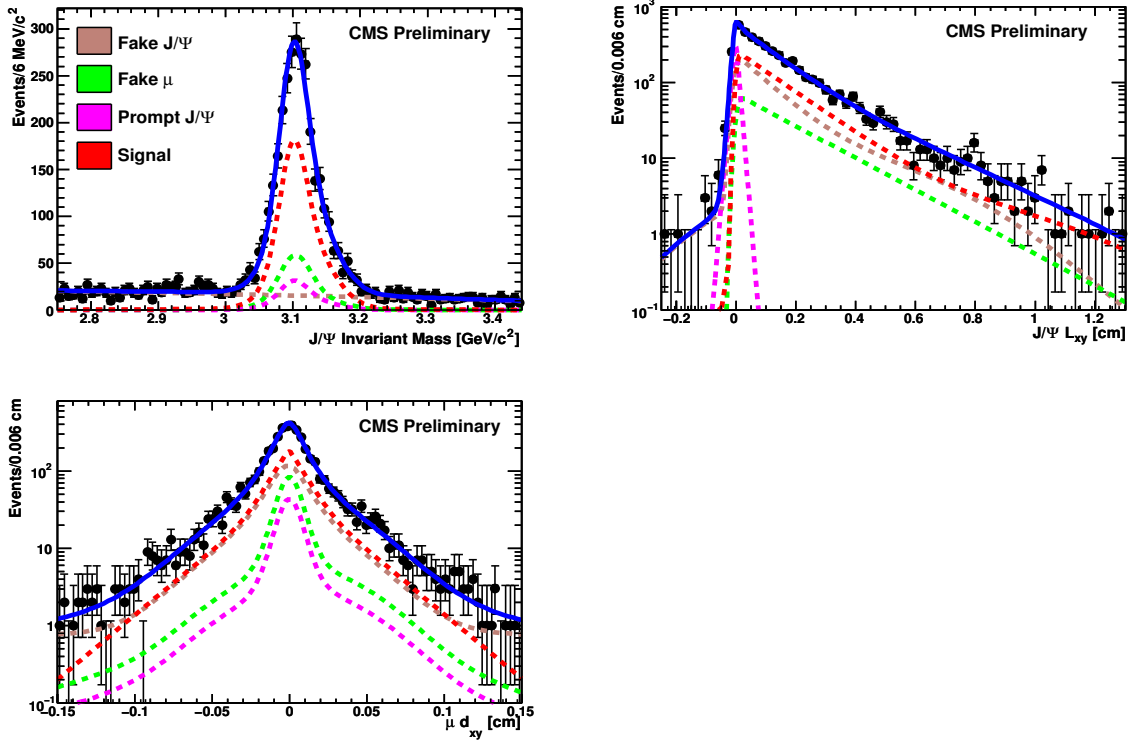 Events/6 MeV/c²
CMS Preliminary
Fake J/Ψ
Fake μ
Prompt J/Ψ
Signal
300
250
200
150
100
50
0
2.8 2.9 3 3.1 3.2 3.3 3.4
J/Ψ Invariant Mass [GeV/c²]
Events/0.006 cm
CMS Preliminary
10³
10²
10
1
10⁻¹
−0.2 0 0.2 0.4 0.6 0.8 1 1.2
J/Ψ Lxy [cm]
Events/0.006 cm
CMS Preliminary
10²
10
1
10⁻¹
−0.15 −0.1 −0.05 0 0.05 0.1 0.15
μ dxy [cm]